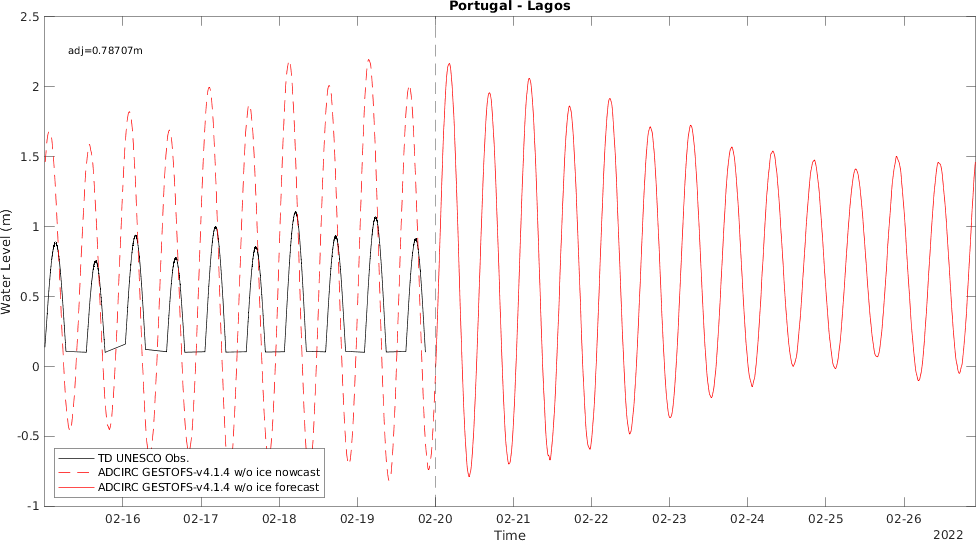 Portugal - Lagos
2.5
adj=0.78707m
2
1.5
1
0.5
0
-0.5
-1
Water Level (m)
TD UNESCO Obs.
ADCIRC GESTOFS-v4.1.4 w/o ice nowcast
ADCIRC GESTOFS-v4.1.4 w/o ice forecast
02-16 02-17 02-18 02-19 02-20 02-21 02-22 02-23 02-24 02-25 02-26
Time
2022